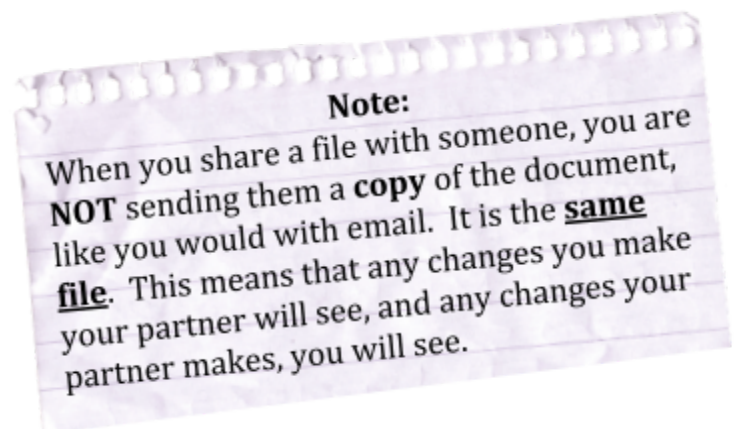 Note:
When you share a file with someone, you are
NOT sending them a copy of the document,
like you would with email.  It is the same
file.  This means that any changes you make
your partner will see, and any changes your
partner makes, you will see.